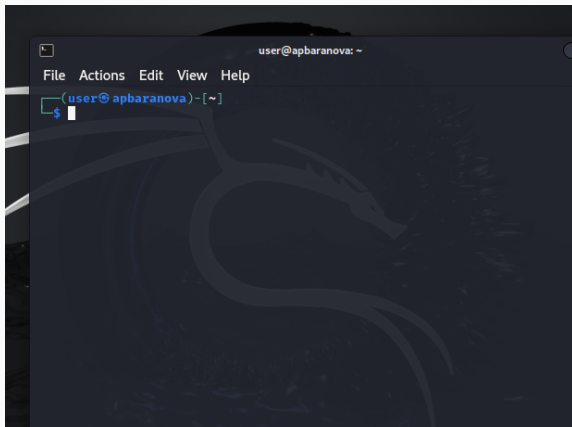 user@apbaranova: ~
File Actions Edit View Help
┌──(user㉿apbaranova)-[~]
└─$